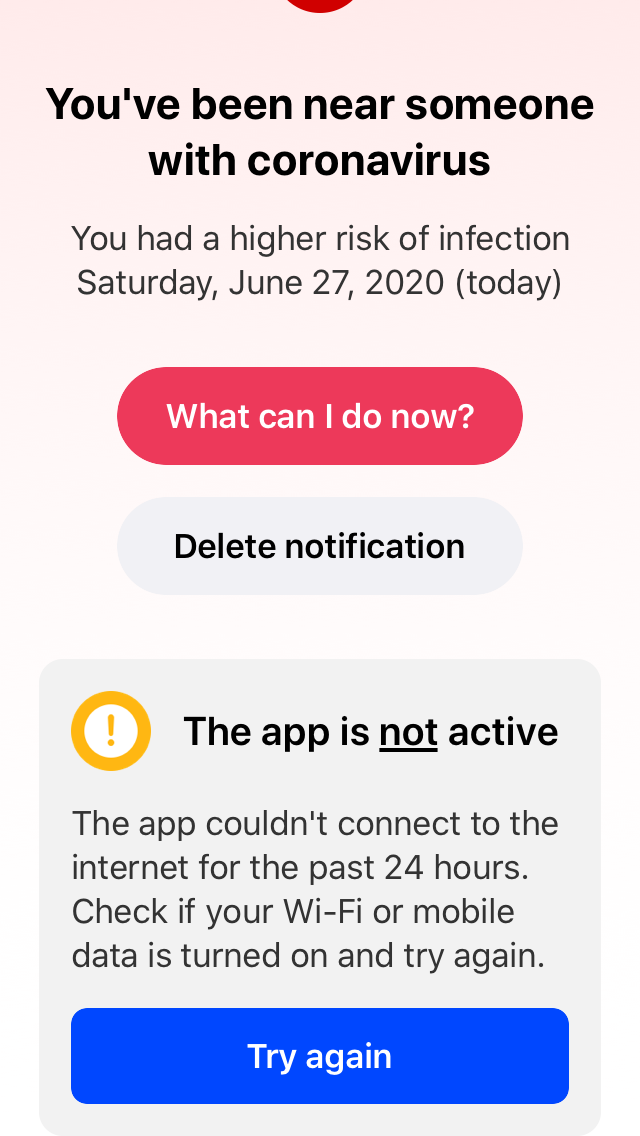 You've been near someone
with coronavirus
You had a higher risk of infection
Saturday, June 27, 2020 (today)
What can I do now?
Delete notification
The app is not active
The app couldn't connect to the
internet for the past 24 hours.
Check if your Wi-Fi or mobile
data is turned on and try again.
Try again